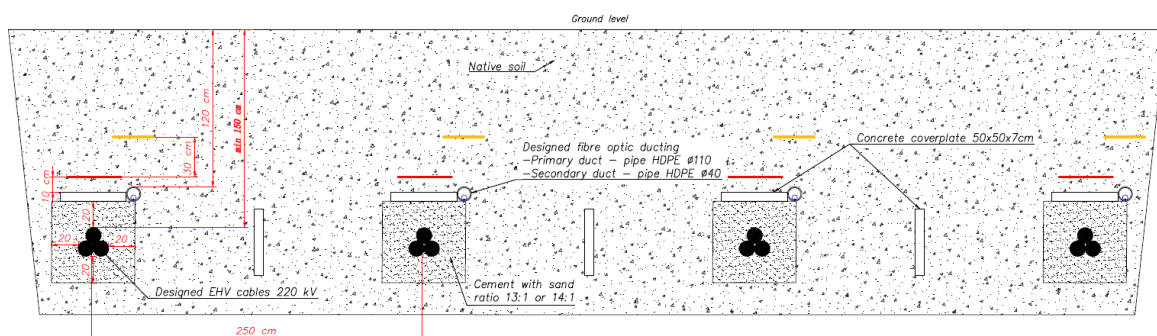 Ground level
Native soil
120 cm
min 160 cm
30 cm
10 cm
Designed fibre optic ducting
-Primary duct - pipe HDPE ø110
-Secondary duct - pipe HDPE ø40
Concrete coverplate 50x50x7cm
20
20
20
20
Designed EHV cables 220 kV
Cement with sand
ratio 13:1 or 14:1
250 cm